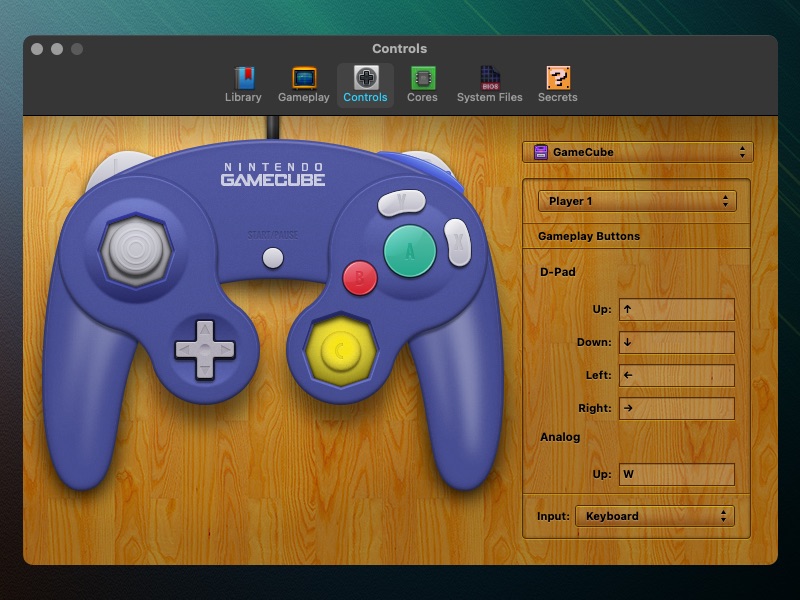 Controls
Library
Gameplay
Controls
Cores
BIOS
System Files
?
Secrets
NINTENDO
GAMECUBE
START/PAUSE
Y
X
A
B
C
GameCube
Player 1
Gameplay Buttons
D-Pad
Up: ↑
Down: ↓
Left: ←
Right: →
Analog
Up: W
Input: Keyboard